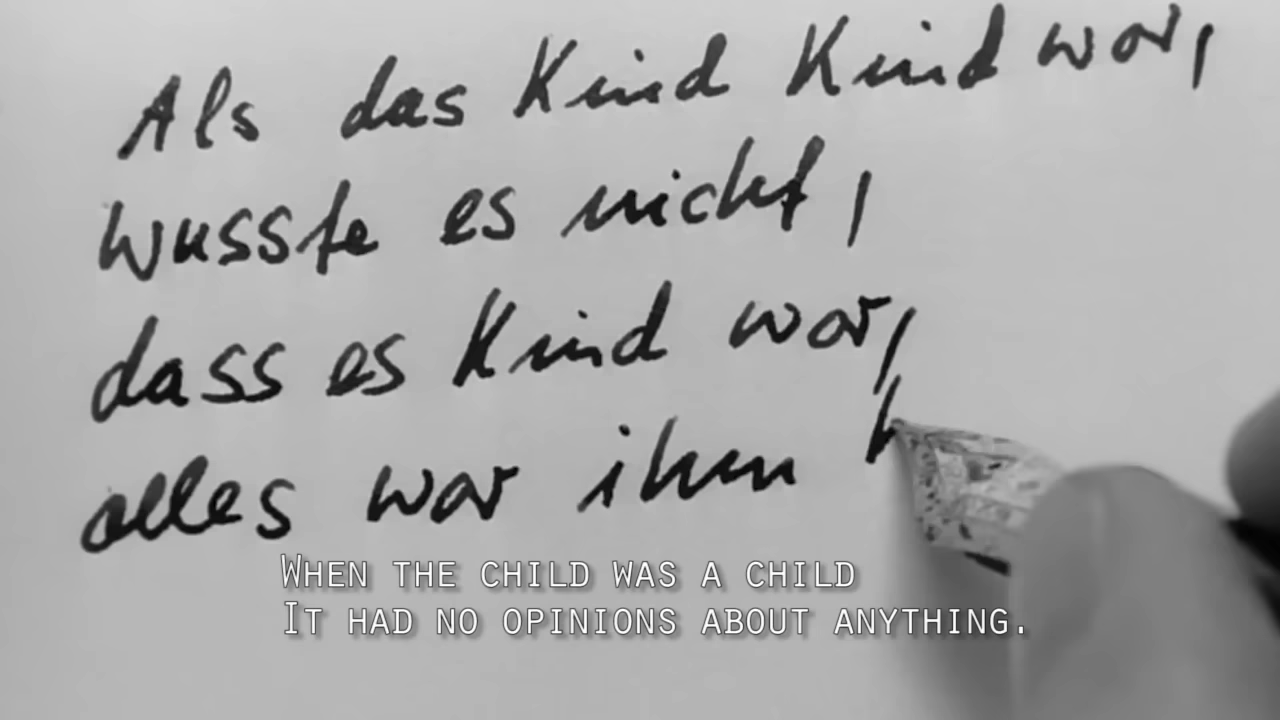 Als das Kind Kind war,
wusste es nicht,
dass es Kind war,
alles war ihm
WHEN THE CHILD WAS A CHILD
IT HAD NO OPINIONS ABOUT ANYTHING.